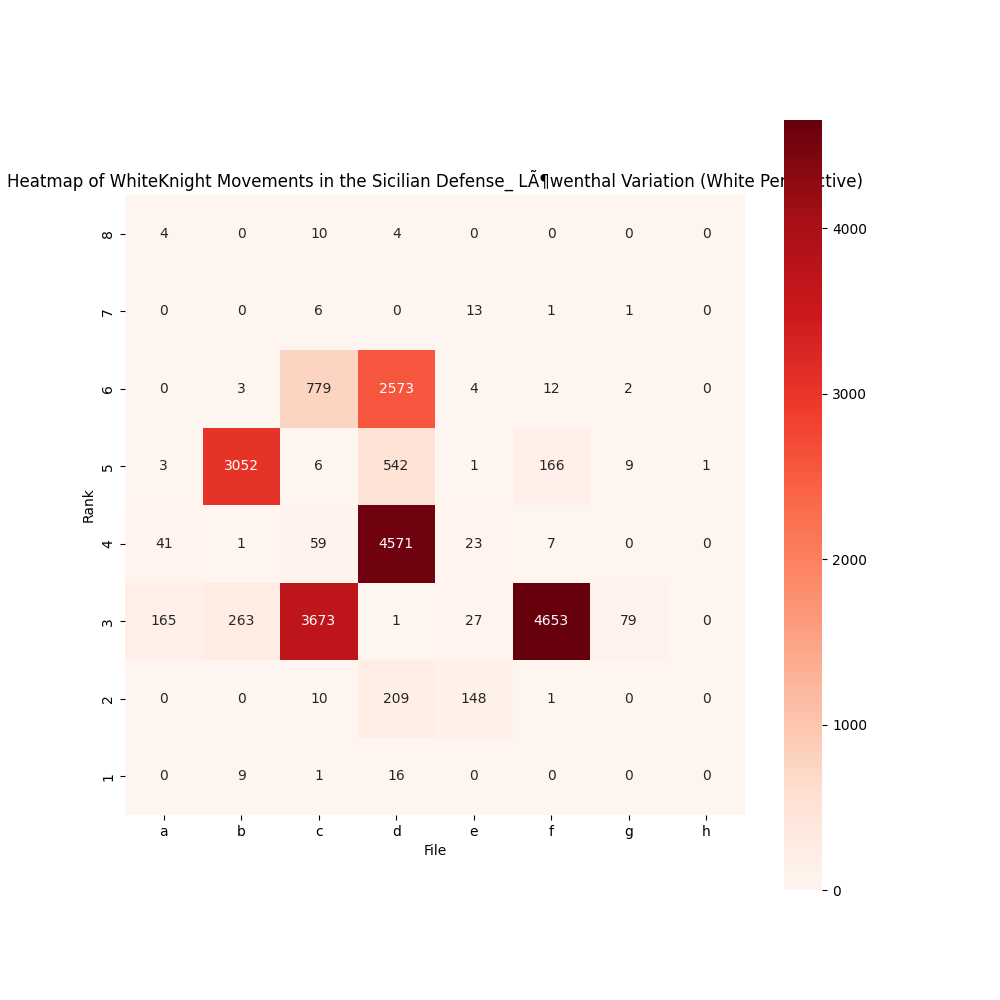 Heatmap of WhiteKnight Movements in the Sicilian Defense_ LÃ¶wenthal Variation (White Per ctive)
8 4 0 10 4 0 0 0 0
4000
7 0 0 6 0 13 1 1 0
6 0 3 779 2573 4 12 2 0
3000
5 3 3052 6 542 1 166 9 1
Rank
4 41 1 59 4571 23 7 0 0
2000
3 165 263 3673 1 27 4653 79 0
2 0 0 10 209 148 1 0 0
1000
1 0 9 1 16 0 0 0 0
a b c d e f g h
File
0